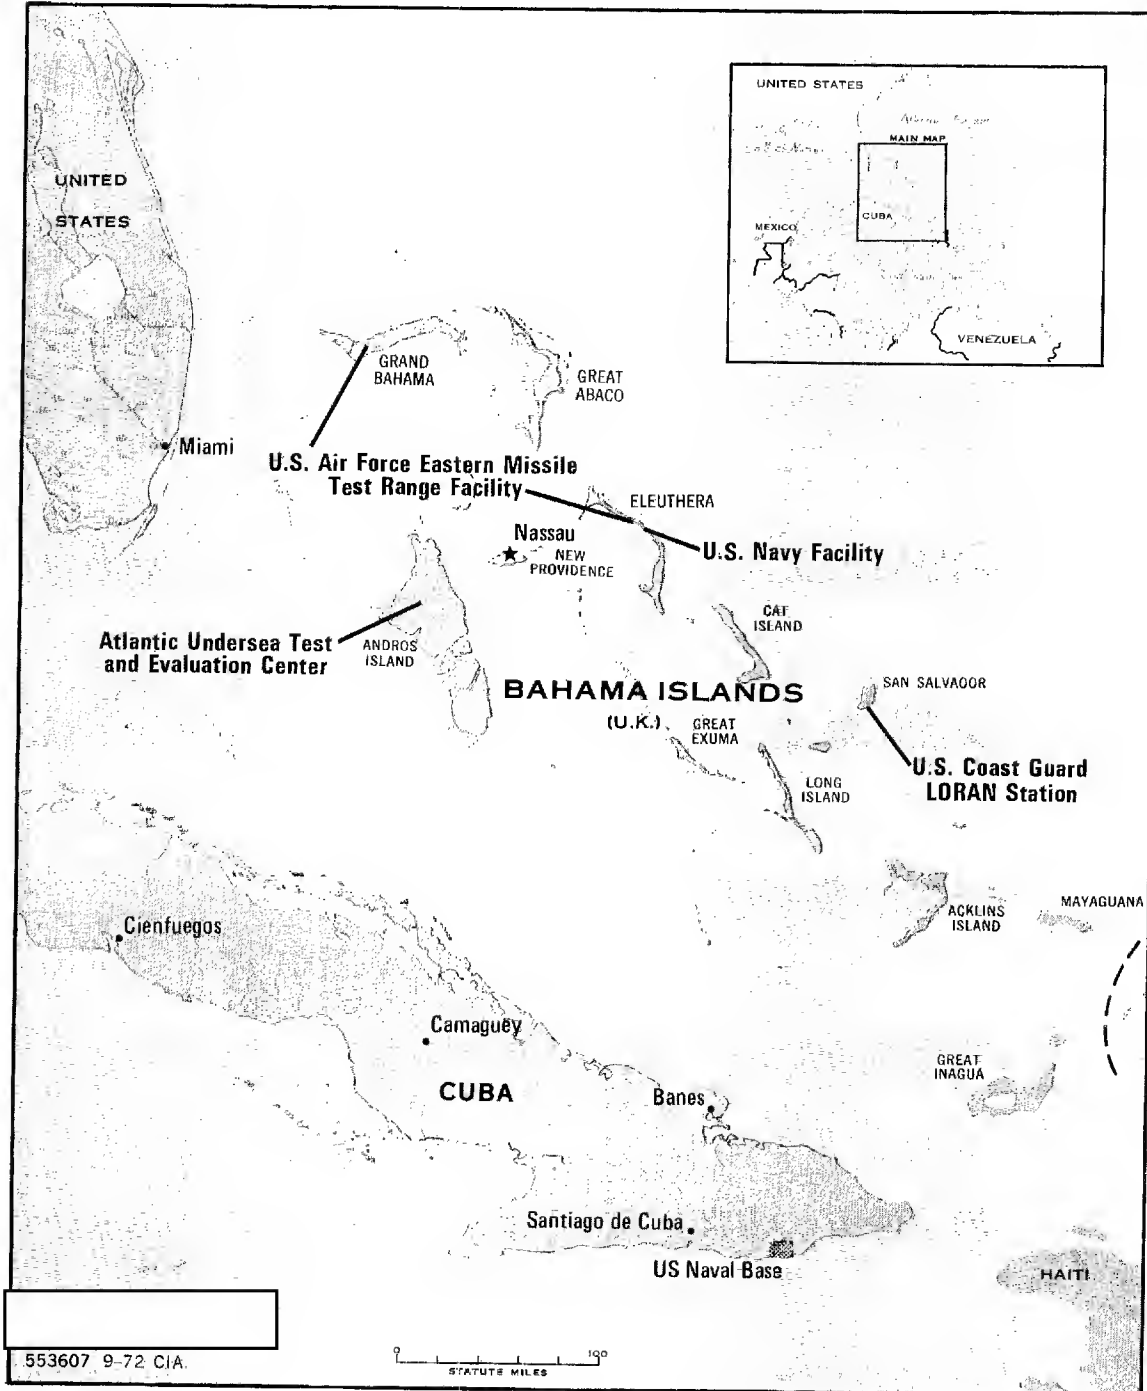 UNITED STATES
MAIN MAP
CUBA
MEXICO
VENEZUELA
UNITED
STATES
GRAND
BAHAMA
GREAT
ABACO
Miami
U.S. Air Force Eastern Missile
Test Range Facility
ELEUTHERA
Nassau
NEW
PROVIDENCE
U.S. Navy Facility
CAT
ISLAND
Atlantic Undersea Test
and Evaluation Center
ANDROS
ISLAND
BAHAMA ISLANDS
(U.K.)
SAN SALVADOR
GREAT
EXUMA
U.S. Coast Guard
LORAN Station
LONG
ISLAND
ACKLINS
ISLAND
MAYAGUANA
Cienfuegos
Camagüey
CUBA
GREAT
INAGUA
Banes
Santiago de Cuba
US Naval Base
HAITI
553607 9-72 CIA
0 100
STATUTE MILES